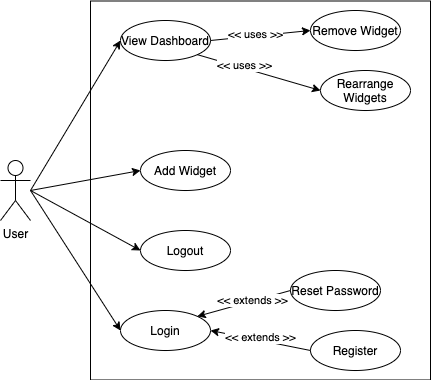 View Dashboard
<< uses >>
Remove Widget
<< uses >>
Rearrange
Widgets
Add Widget
User
Logout
Reset Password
<< extends >>
Login
<< extends >>
Register